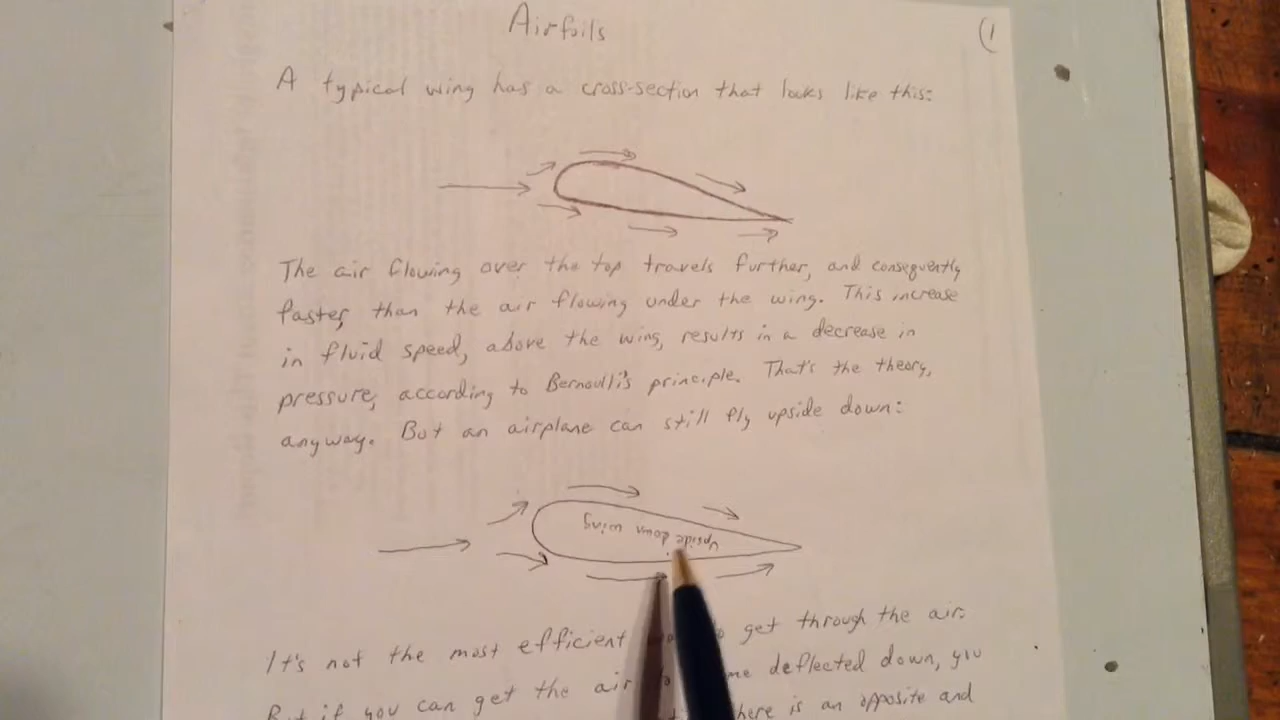 Airfoils
(1
A typical wing has a cross-section that looks like this:
The air flowing over the top travels further, and consequently
faster, than the air flowing under the wing. This increase
in fluid speed, above the wing, results in a decrease in
pressure, according to Bernoulli's principle. That's the theory,
anyway. But an airplane can still fly upside down:
Upside down wing
It's not the most efficient to get through the air.
But if you can get the air deflected down, you
here is an opposite and